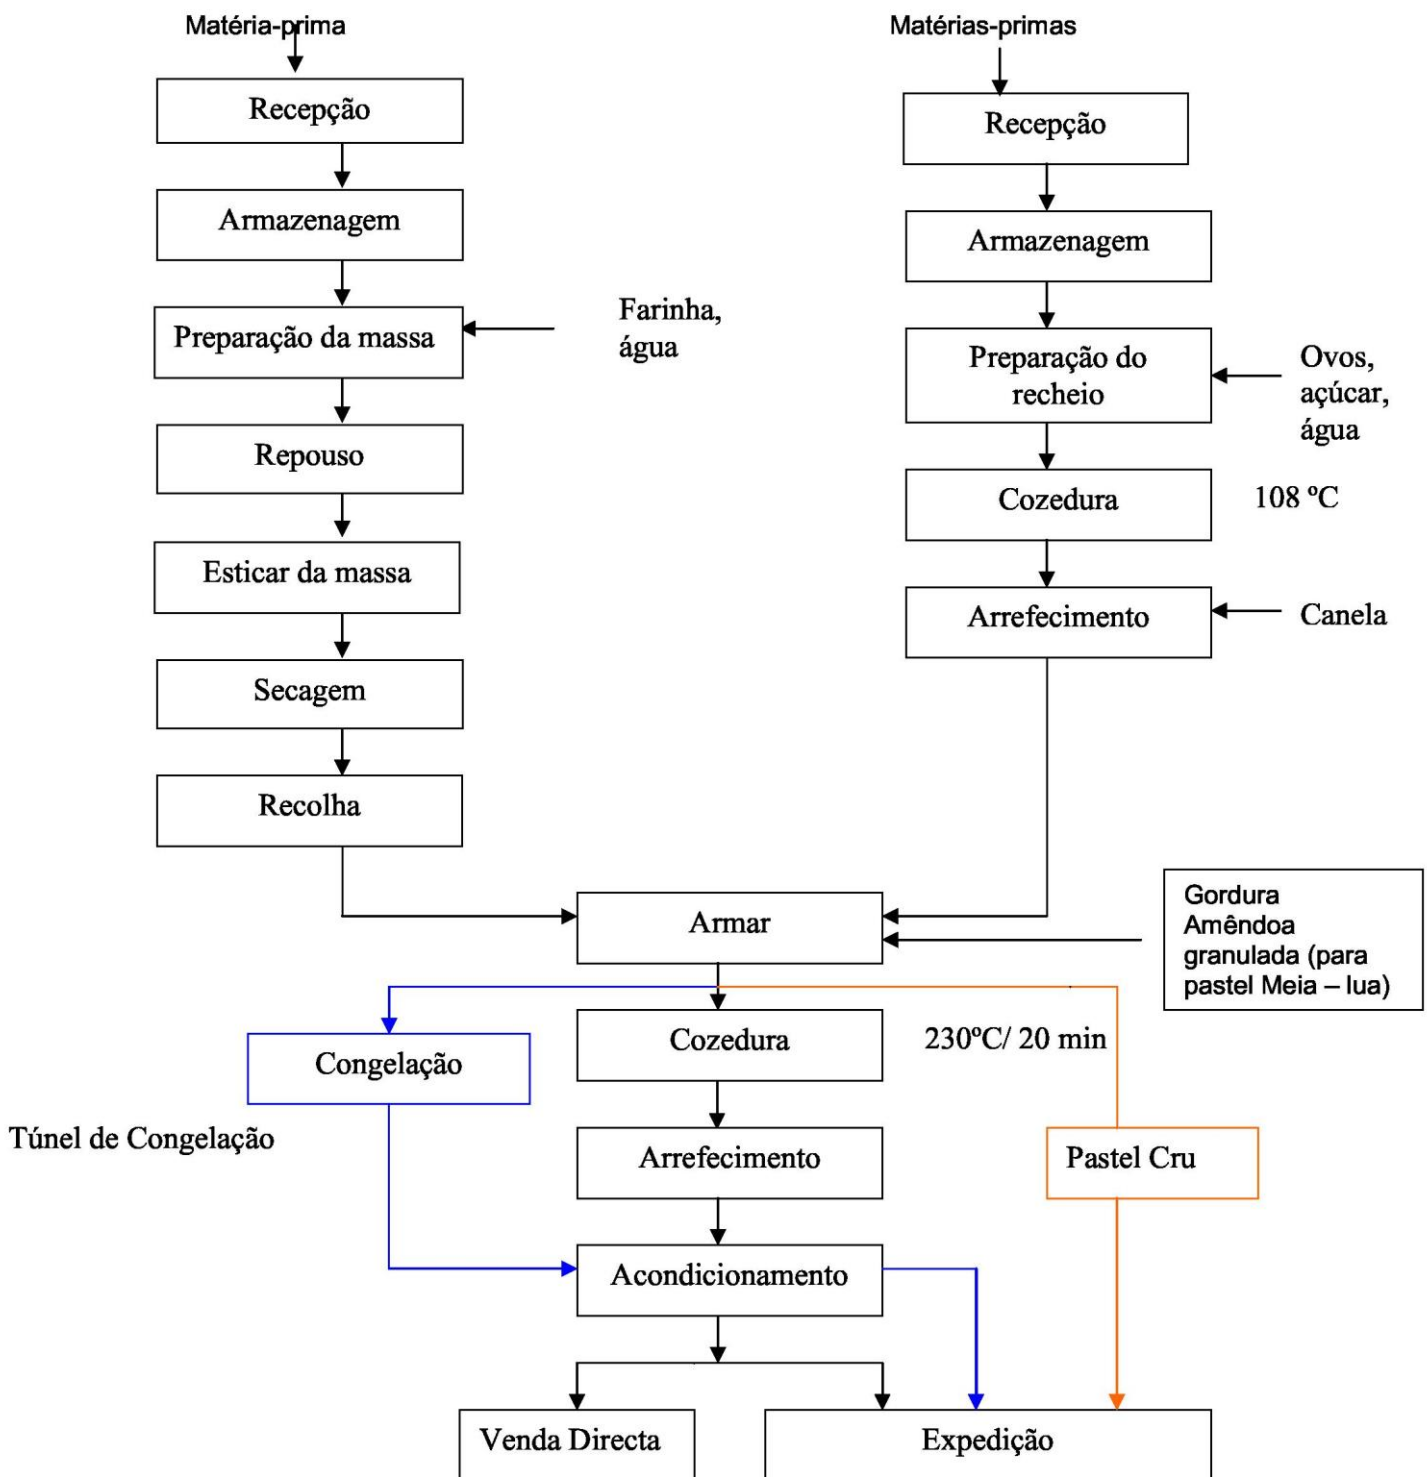 Matéria-prima
Recepção
Armazenagem
Preparação da massa
Farinha,
água
Repouso
Esticar da massa
Secagem
Recolha
Matérias-primas
Recepção
Armazenagem
Preparação do
recheio
Ovos,
açúcar,
água
Cozedura
108 ºC
Arrefecimento
Canela
Armar
Gordura
Amêndoa
granulada (para
pastel Meia – lua)
Congelação
Túnel de Congelação
Cozedura
230ºC/ 20 min
Arrefecimento
Pastel Cru
Acondicionamento
Venda Directa
Expedição